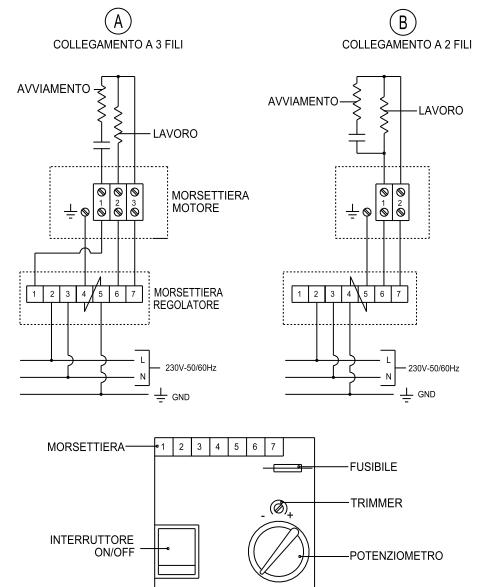 A
COLLEGAMENTO A 3 FILI
AVVIAMENTO
LAVORO
1 2 3
MORSETTIERA
MOTORE
1 2 3 4 5 6 7
MORSETTIERA
REGOLATORE
L
N
230V-50/60Hz
GND
B
COLLEGAMENTO A 2 FILI
AVVIAMENTO
LAVORO
1 2
1 2 3 4 5 6 7
L
N
230V-50/60Hz
GND
MORSETTIERA
1 2 3 4 5 6 7
FUSIBILE
TRIMMER
- +
INTERRUTTORE
ON/OFF
POTENZIOMETRO